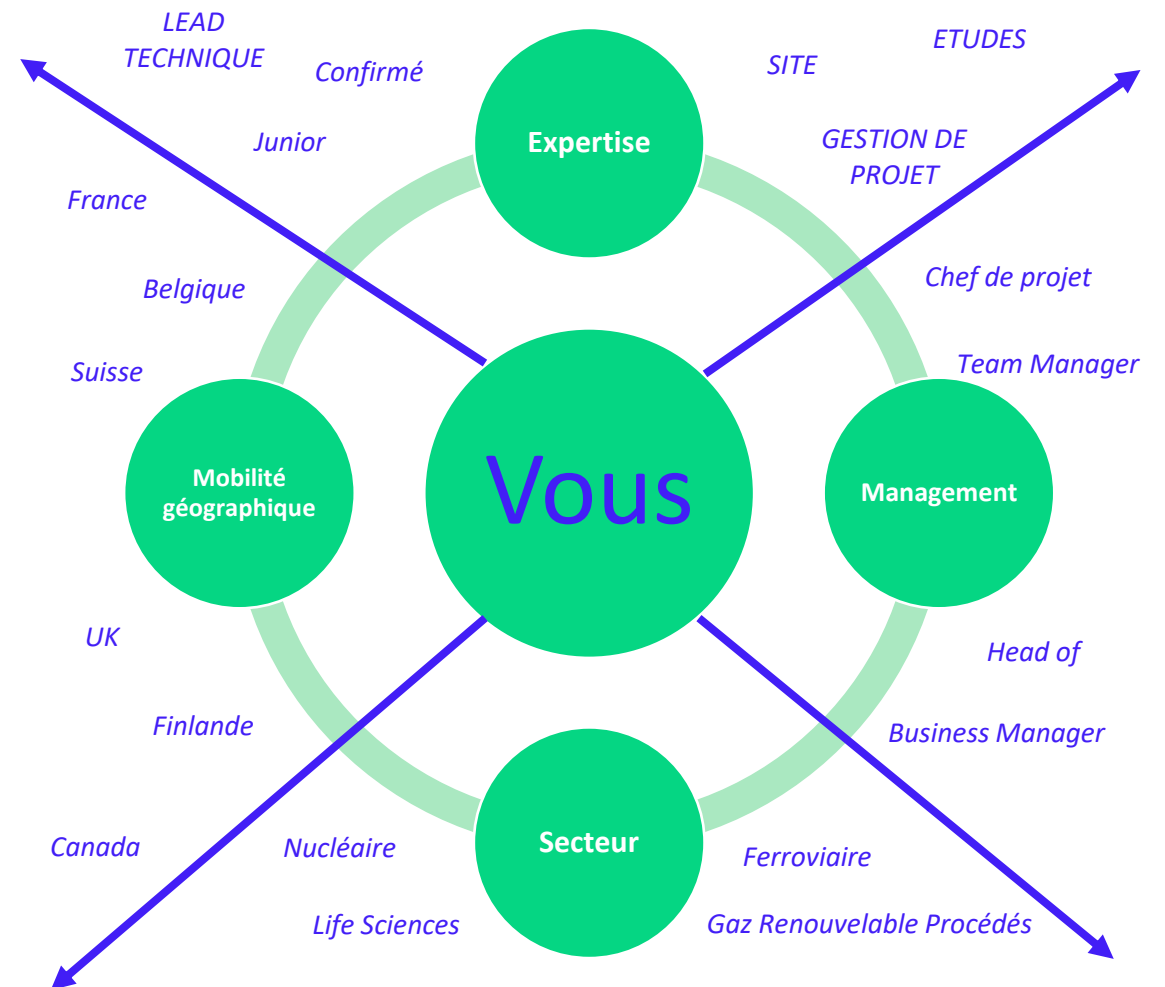 LEAD
TECHNIQUE
Confirmé
Junior
Expertise
SITE
ETUDES
GESTION DE
PROJET
France
Belgique
Suisse
Mobilité
géographique
Vous
Chef de projet
Team Manager
Management
UK
Finlande
Canada
Head of
Business Manager
Nucléaire
Life Sciences
Secteur
Ferroviaire
Gaz Renouvelable Procédés